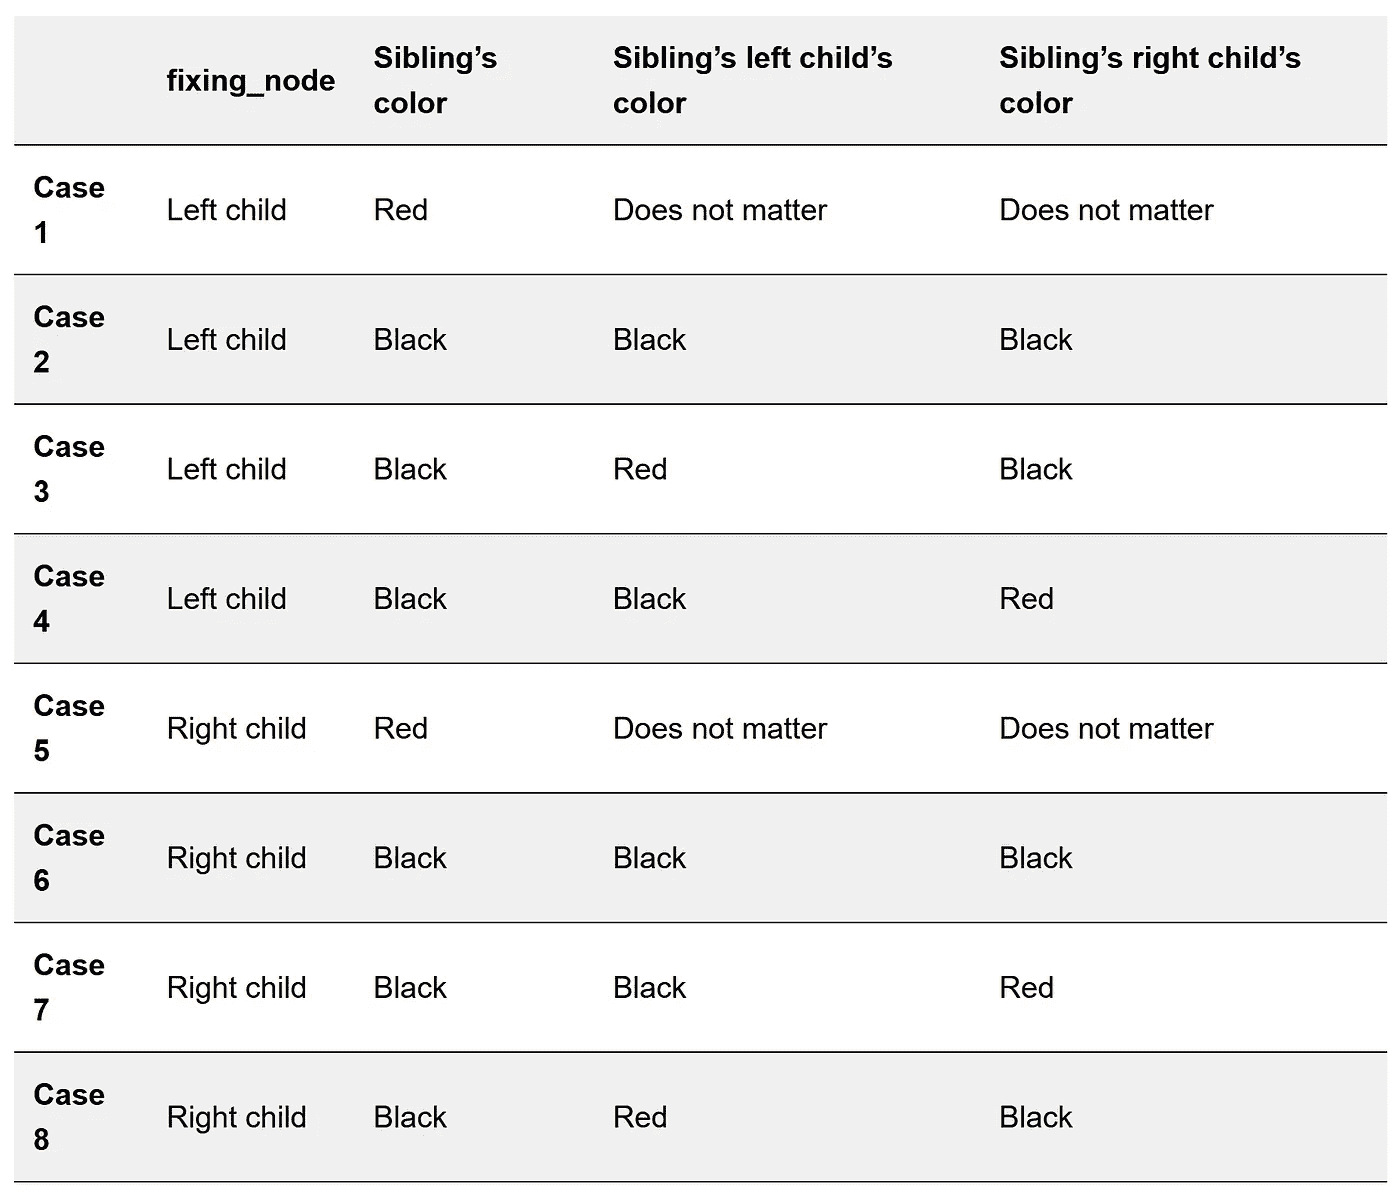 fixing_node Sibling’s color Sibling’s left child’s color Sibling’s right child’s color
Case 1 Left child Red Does not matter Does not matter
Case 2 Left child Black Black Black
Case 3 Left child Black Red Black
Case 4 Left child Black Black Red
Case 5 Right child Red Does not matter Does not matter
Case 6 Right child Black Black Black
Case 7 Right child Black Black Red
Case 8 Right child Black Red Black